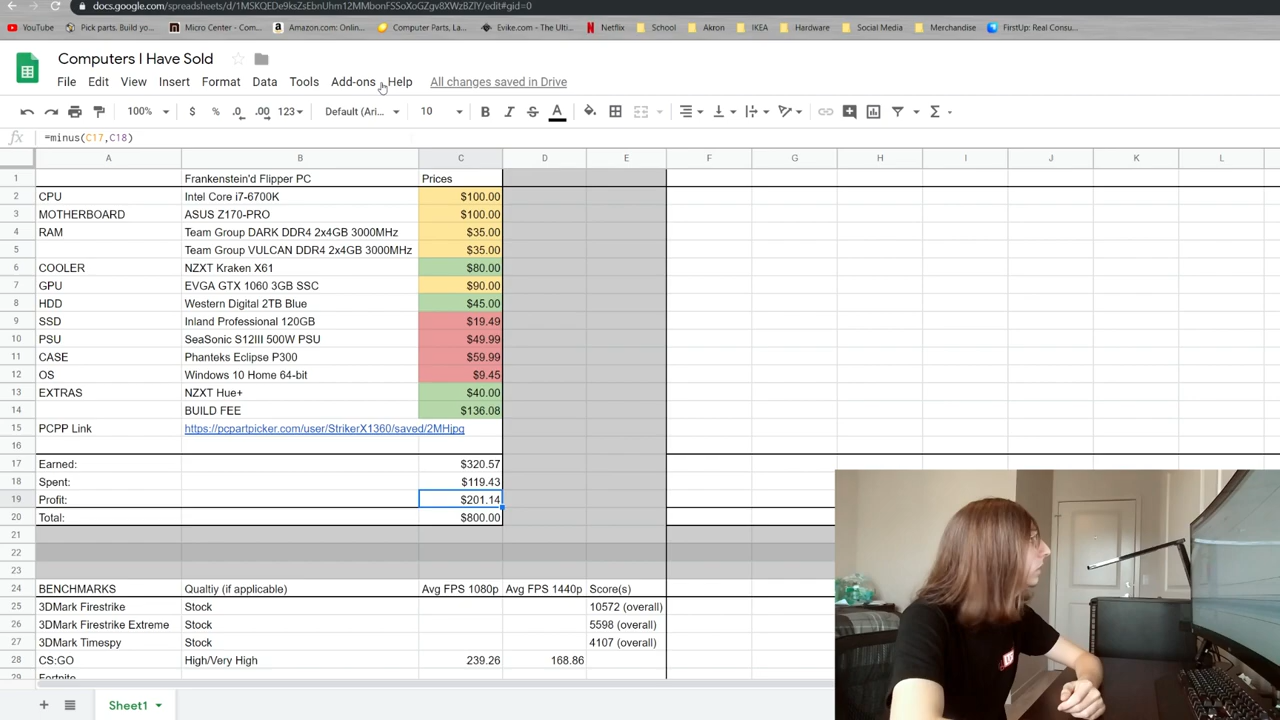 docs.google.com/spreadsheets/d/1MSKQEDe9ksZsEbnUhm12MMbonFSSoXoGZgv8XWzBZlY/edit#gid=0
YouTube Pick parts. Build yo... Micro Center - Com... Amazon.com: Onlin... Computer Parts, La... Evike.com - The Ulti... Netflix School Akron IKEA Hardware Social Media Merchandise FirstUp: Real Consu...
Computers I Have Sold
File Edit View Insert Format Data Tools Add-ons Help All changes saved in Drive
100% $ % .0 .00 123 Default (Ari... 10 B I S A
fx =minus(C17,C18)
A B C D E F G H I J K L
1 Frankenstein'd Flipper PC Prices
2 CPU Intel Core i7-6700K $100.00
3 MOTHERBOARD ASUS Z170-PRO $100.00
4 RAM Team Group DARK DDR4 2x4GB 3000MHz $35.00
5 Team Group VULCAN DDR4 2x4GB 3000MHz $35.00
6 COOLER NZXT Kraken X61 $80.00
7 GPU EVGA GTX 1060 3GB SSC $90.00
8 HDD Western Digital 2TB Blue $45.00
9 SSD Inland Professional 120GB $19.49
10 PSU SeaSonic S12III 500W PSU $49.99
11 CASE Phanteks Eclipse P300 $59.99
12 OS Windows 10 Home 64-bit $9.45
13 EXTRAS NZXT Hue+ $40.00
14 BUILD FEE $136.08
15 PCPP Link https://pcpartpicker.com/user/StrikerX1360/saved/2MHjpg
16
17 Earned: $320.57
18 Spent: $119.43
19 Profit: $201.14
20 Total: $800.00
21
22
23
24 BENCHMARKS Qualtiy (if applicable) Avg FPS 1080p Avg FPS 1440p Score(s)
25 3DMark Firestrike Stock 10572 (overall)
26 3DMark Firestrike Extreme Stock 5598 (overall)
27 3DMark Timespy Stock 4107 (overall)
28 CS:GO High/Very High 239.26 168.86
29 Fortnite
Sheet1